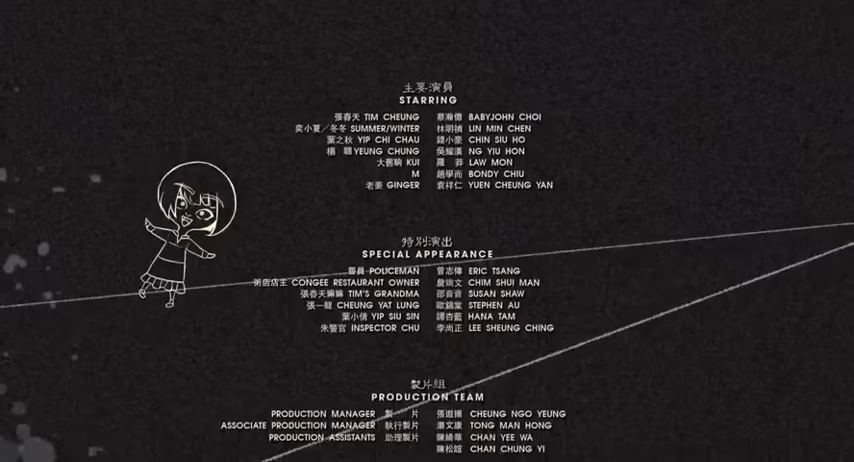 主要演員
STARRING
張春天 TIM CHEUNG 蔡瀚億 BABYJOHN CHOI
奕小夏／冬冬 SUMMER/WINTER 林明禎 LIN MIN CHEN
葉之秋 YIP CHI CHAU 錢小豪 CHIN SIU HO
楊 聰 YEUNG CHUNG 吳耀漢 NG YIU HON
大舊 KUI 羅 莽 LAW MON
M 趙學而 BONDY CHIU
老姜 GINGER 袁祥仁 YUEN CHEUNG YAN
特別演出
SPECIAL APPEARANCE
警員 POLICEMAN 曾志偉 ERIC TSANG
粥店店主 CONGEE RESTAURANT OWNER 詹瑞文 CHIM SHUI MAN
張春天嫲嫲 TIM'S GRANDMA 邵音音 SUSAN SHAW
張一龍 CHEUNG YAT LUNG 歐錦棠 STEPHEN AU
葉小倩 YIP SIU SIN 譚杏藍 HANA TAM
朱警官 INSPECTOR CHU 李尚正 LEE SHEUNG CHING
製片組
PRODUCTION TEAM
PRODUCTION MANAGER 製 片 張遨揚 CHEUNG NGO YEUNG
ASSOCIATE PRODUCTION MANAGER 執行製片 潘文康 TONG MAN HONG
PRODUCTION ASSISTANTS 助理製片 陳綺華 CHAN YEE WA
陳松誼 CHAN CHUNG YI